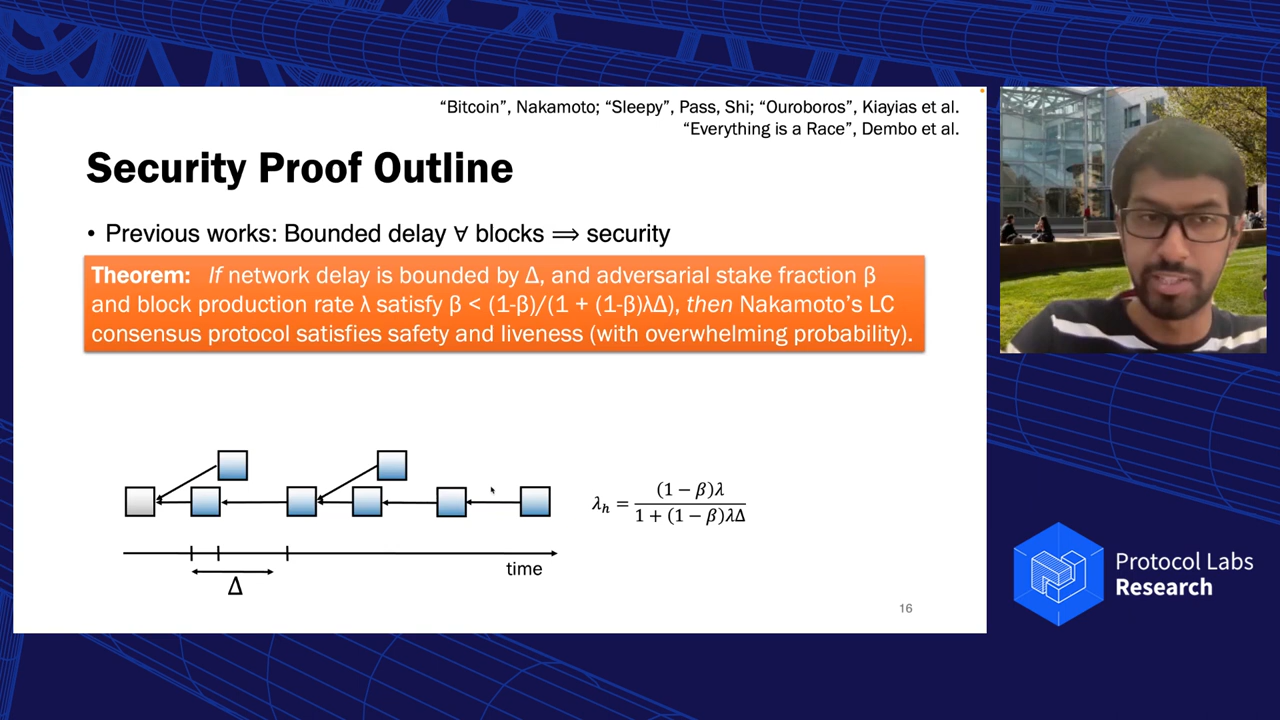 “Bitcoin”, Nakamoto; “Sleepy”, Pass, Shi; “Ouroboros”, Kiayias et al.
“Everything is a Race”, Dembo et al.
Security Proof Outline
• Previous works: Bounded delay ∀ blocks ⟹ security
Theorem: If network delay is bounded by Δ, and adversarial stake fraction β
and block production rate λ satisfy β < (1-β)/(1 + (1-β)λΔ), then Nakamoto’s LC
consensus protocol satisfies safety and liveness (with overwhelming probability).
λₕ = (1 − β)λ / 1 + (1 − β)λΔ
time
Δ
16
Protocol Labs
Research